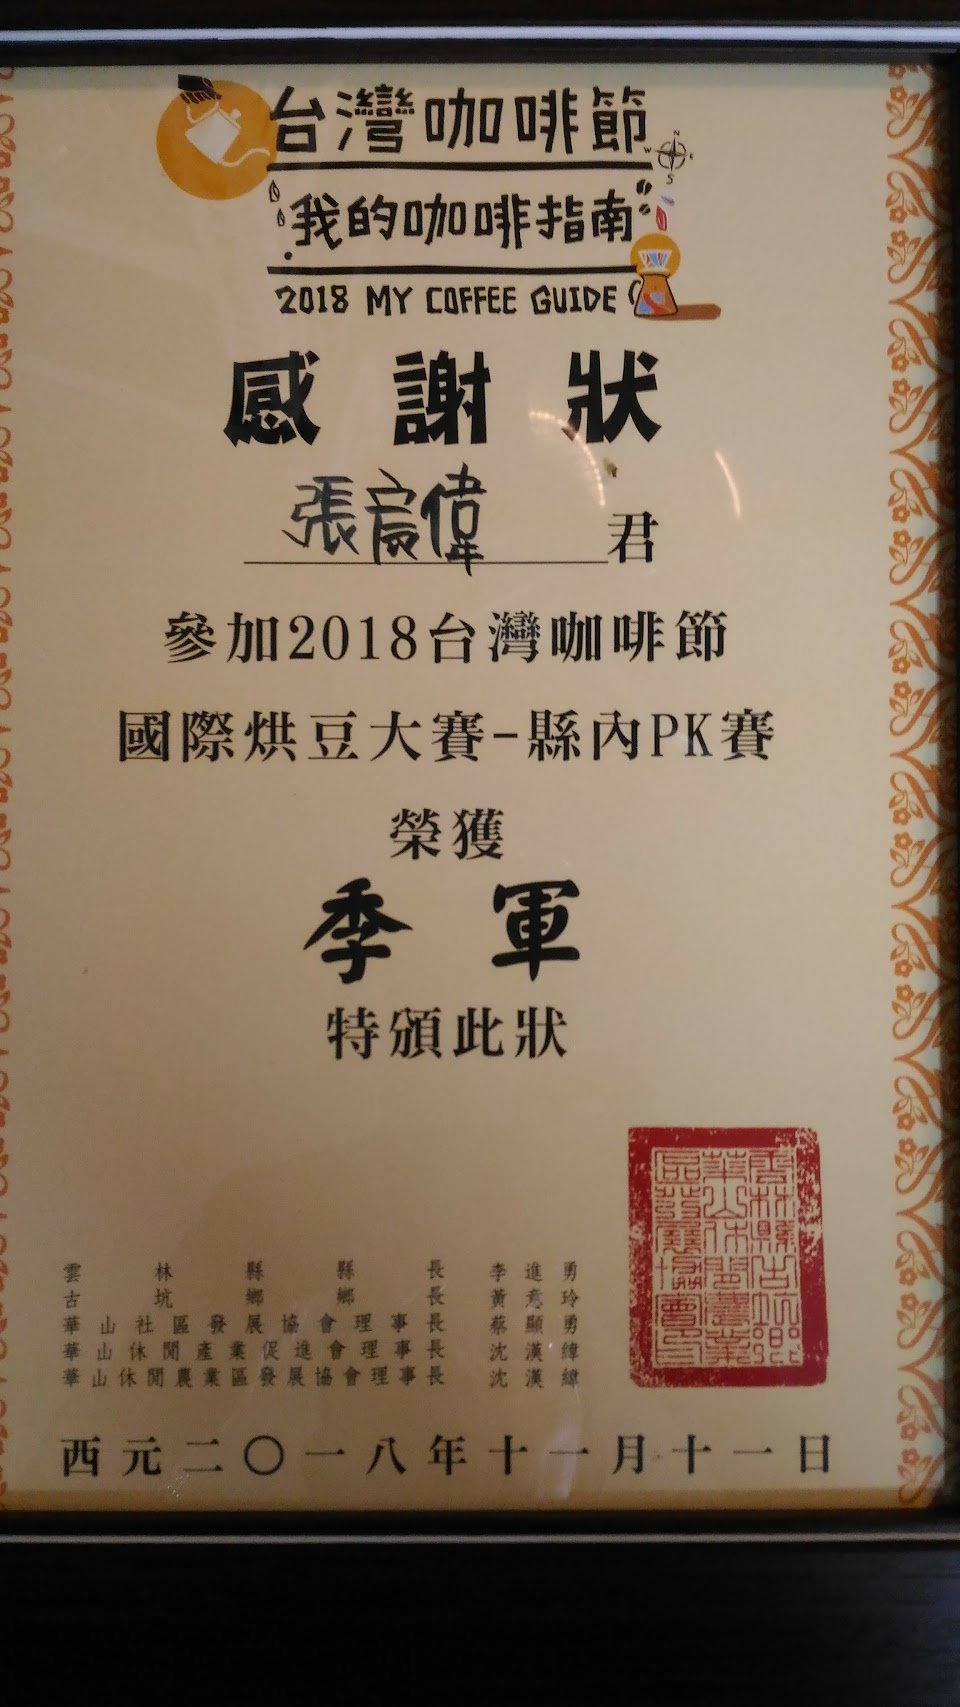 台灣咖啡節
N
W E
S
我的咖啡指南
2018 MY COFFEE GUIDE
感謝狀
張宸偉 君
參加2018台灣咖啡節
國際烘豆大賽-縣內PK賽
榮獲
季軍
特頒此狀
雲林縣縣長 李進勇
古坑鄉鄉長 黃意玲
華山社區發展協會理事長 蔡顯勇
華山休閒產業促進會理事長 沈漢緯
華山休閒農業區發展協會理事長 沈漢緯
西元二〇一八年十一月十一日